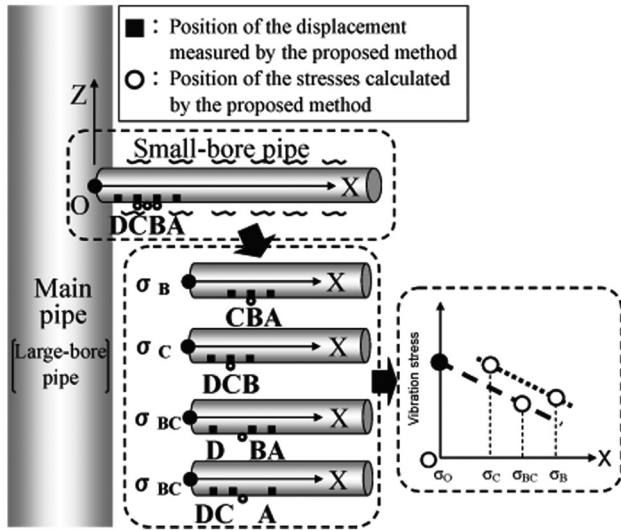 ■ : Position of the displacement
measured by the proposed method
○ : Position of the stresses calculated
by the proposed method
Z
Small-bore pipe
X
O
DCBA
Main
pipe
[Large-bore
pipe]
σ B
X
CBA
σ C
X
DCB
σ BC
X
D BA
σ BC
X
DC A
Vibration stress
O
X
σO σC σBC σB